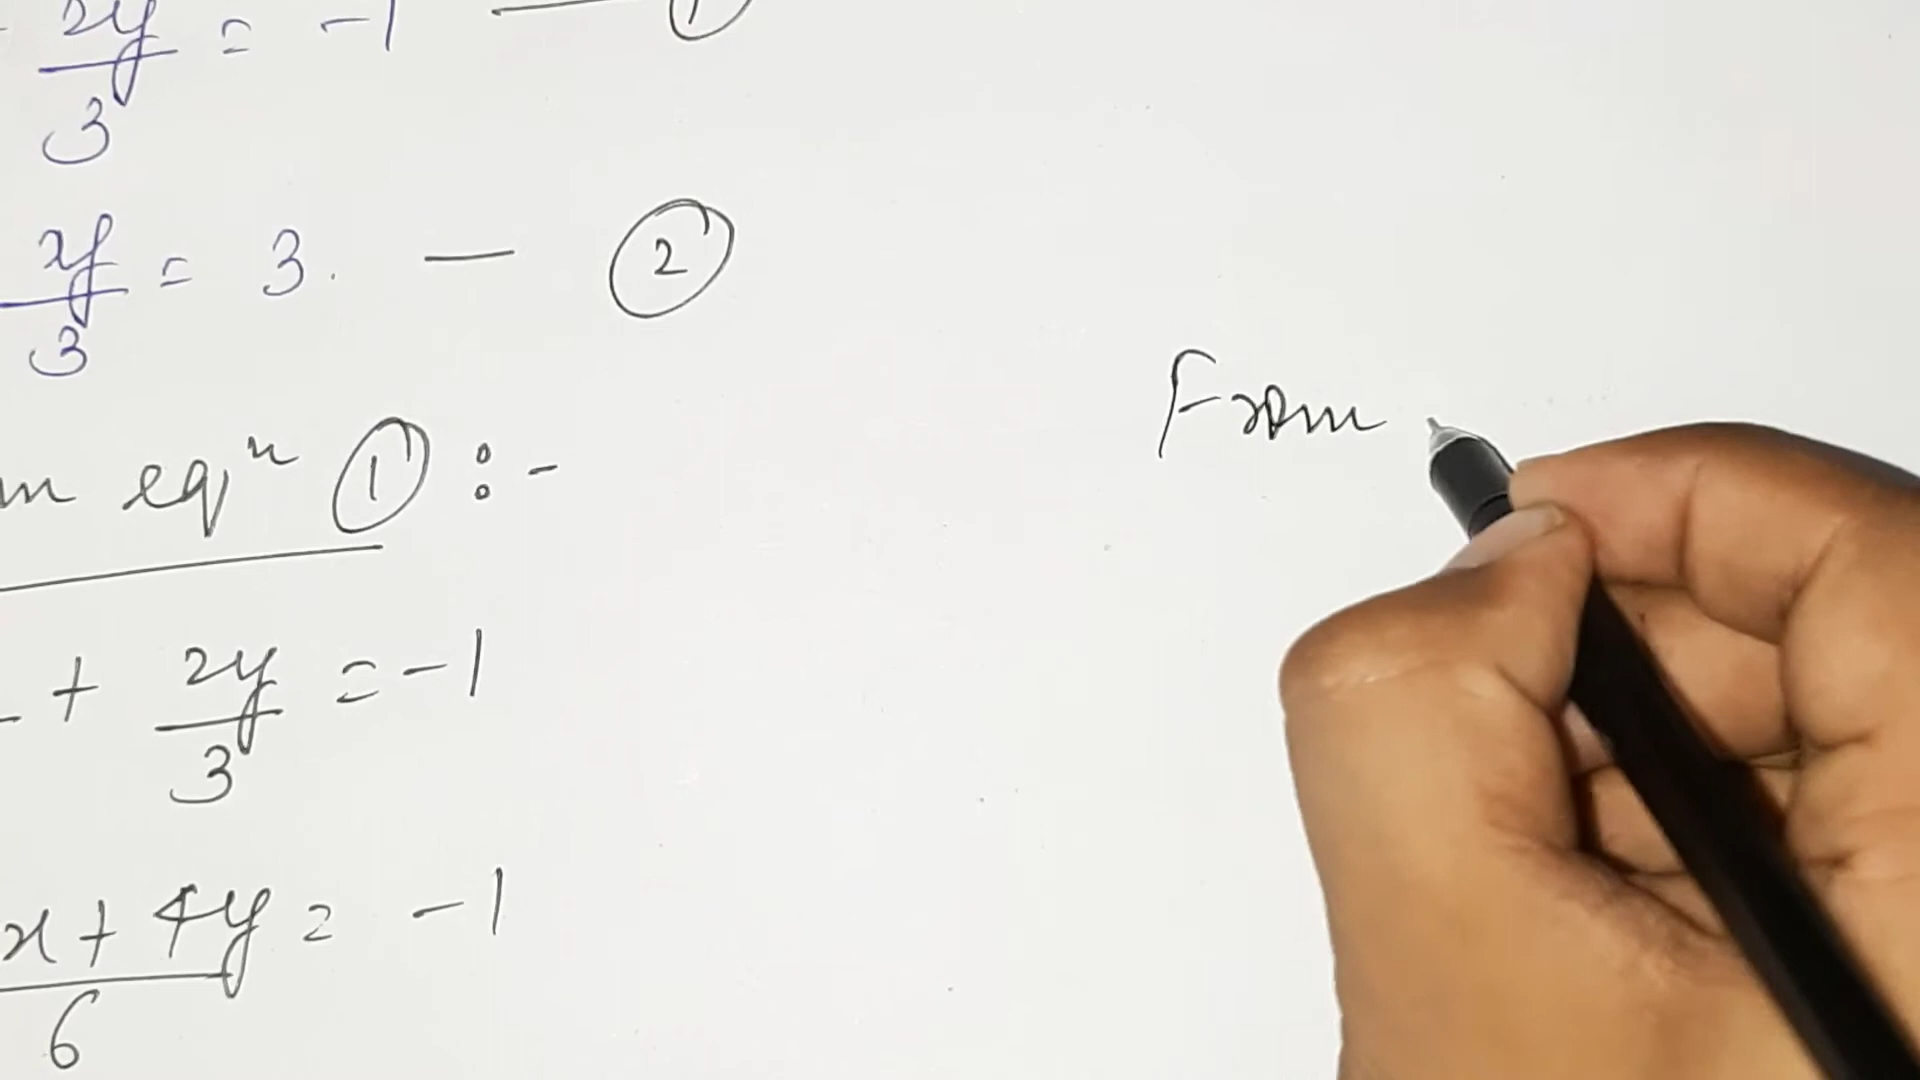 2y/3 = -1 — ①
y/3 = 3. — ②
m eqⁿ ① :-
From
+ 2y/3 = -1
x + 4y/6 = -1